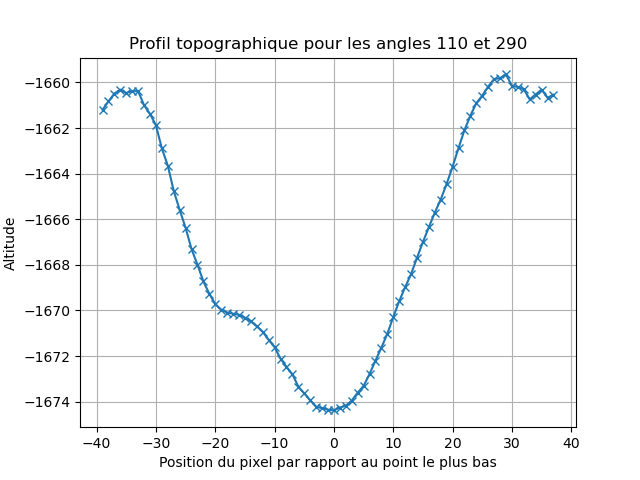 Profil topographique pour les angles 110 et 290
Altitude
−1660
−1662
−1664
−1666
−1668
−1670
−1672
−1674
−40 −30 −20 −10 0 10 20 30 40
Position du pixel par rapport au point le plus bas